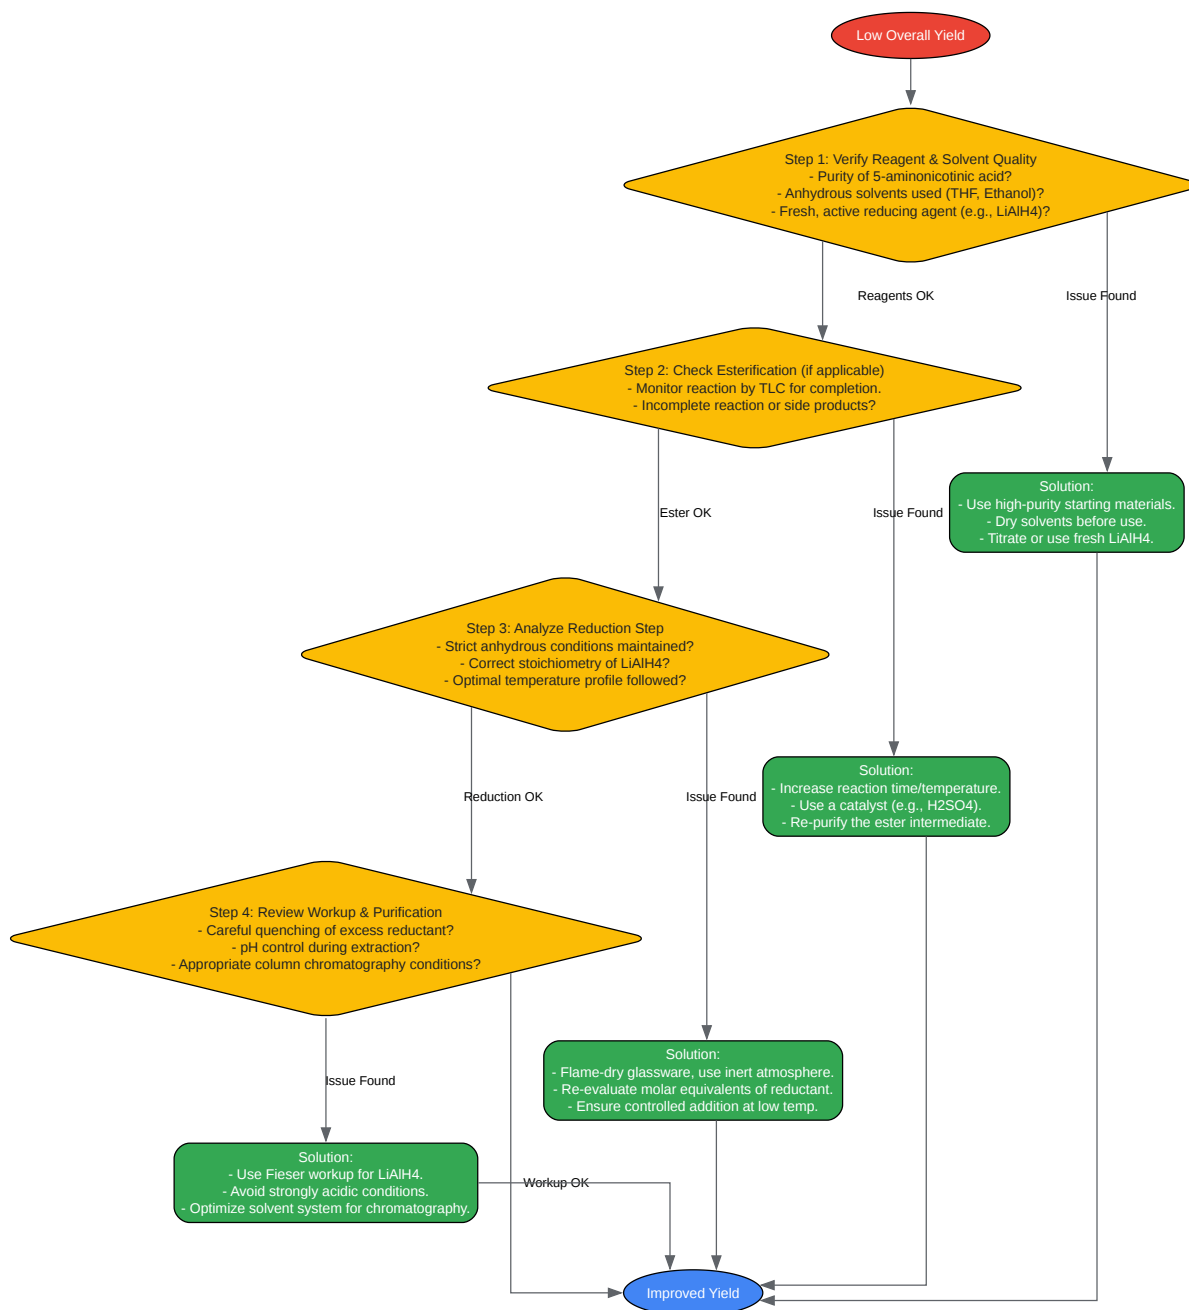 Low Overall Yield
Step 1: Verify Reagent & Solvent Quality
- Purity of 5-aminonicotinic acid?
- Anhydrous solvents used (THF, Ethanol)?
- Fresh, active reducing agent (e.g., LiAlH4)?
Reagents OK
Issue Found
Step 2: Check Esterification (if applicable)
- Monitor reaction by TLC for completion.
- Incomplete reaction or side products?
Ester OK
Issue Found
Solution:
- Use high-purity starting materials.
- Dry solvents before use.
- Titrate or use fresh LiAlH4.
Step 3: Analyze Reduction Step
- Strict anhydrous conditions maintained?
- Correct stoichiometry of LiAlH4?
- Optimal temperature profile followed?
Reduction OK
Issue Found
Solution:
- Increase reaction time/temperature.
- Use a catalyst (e.g., H2SO4).
- Re-purify the ester intermediate.
Step 4: Review Workup & Purification
- Careful quenching of excess reductant?
- pH control during extraction?
- Appropriate column chromatography conditions?
Issue Found
Solution:
- Flame-dry glassware, use inert atmosphere.
- Re-evaluate molar equivalents of reductant.
- Ensure controlled addition at low temp.
Solution:
- Use Fieser workup for LiAlH4.
- Avoid strongly acidic conditions.
- Optimize solvent system for chromatography.
Workup OK
Improved Yield